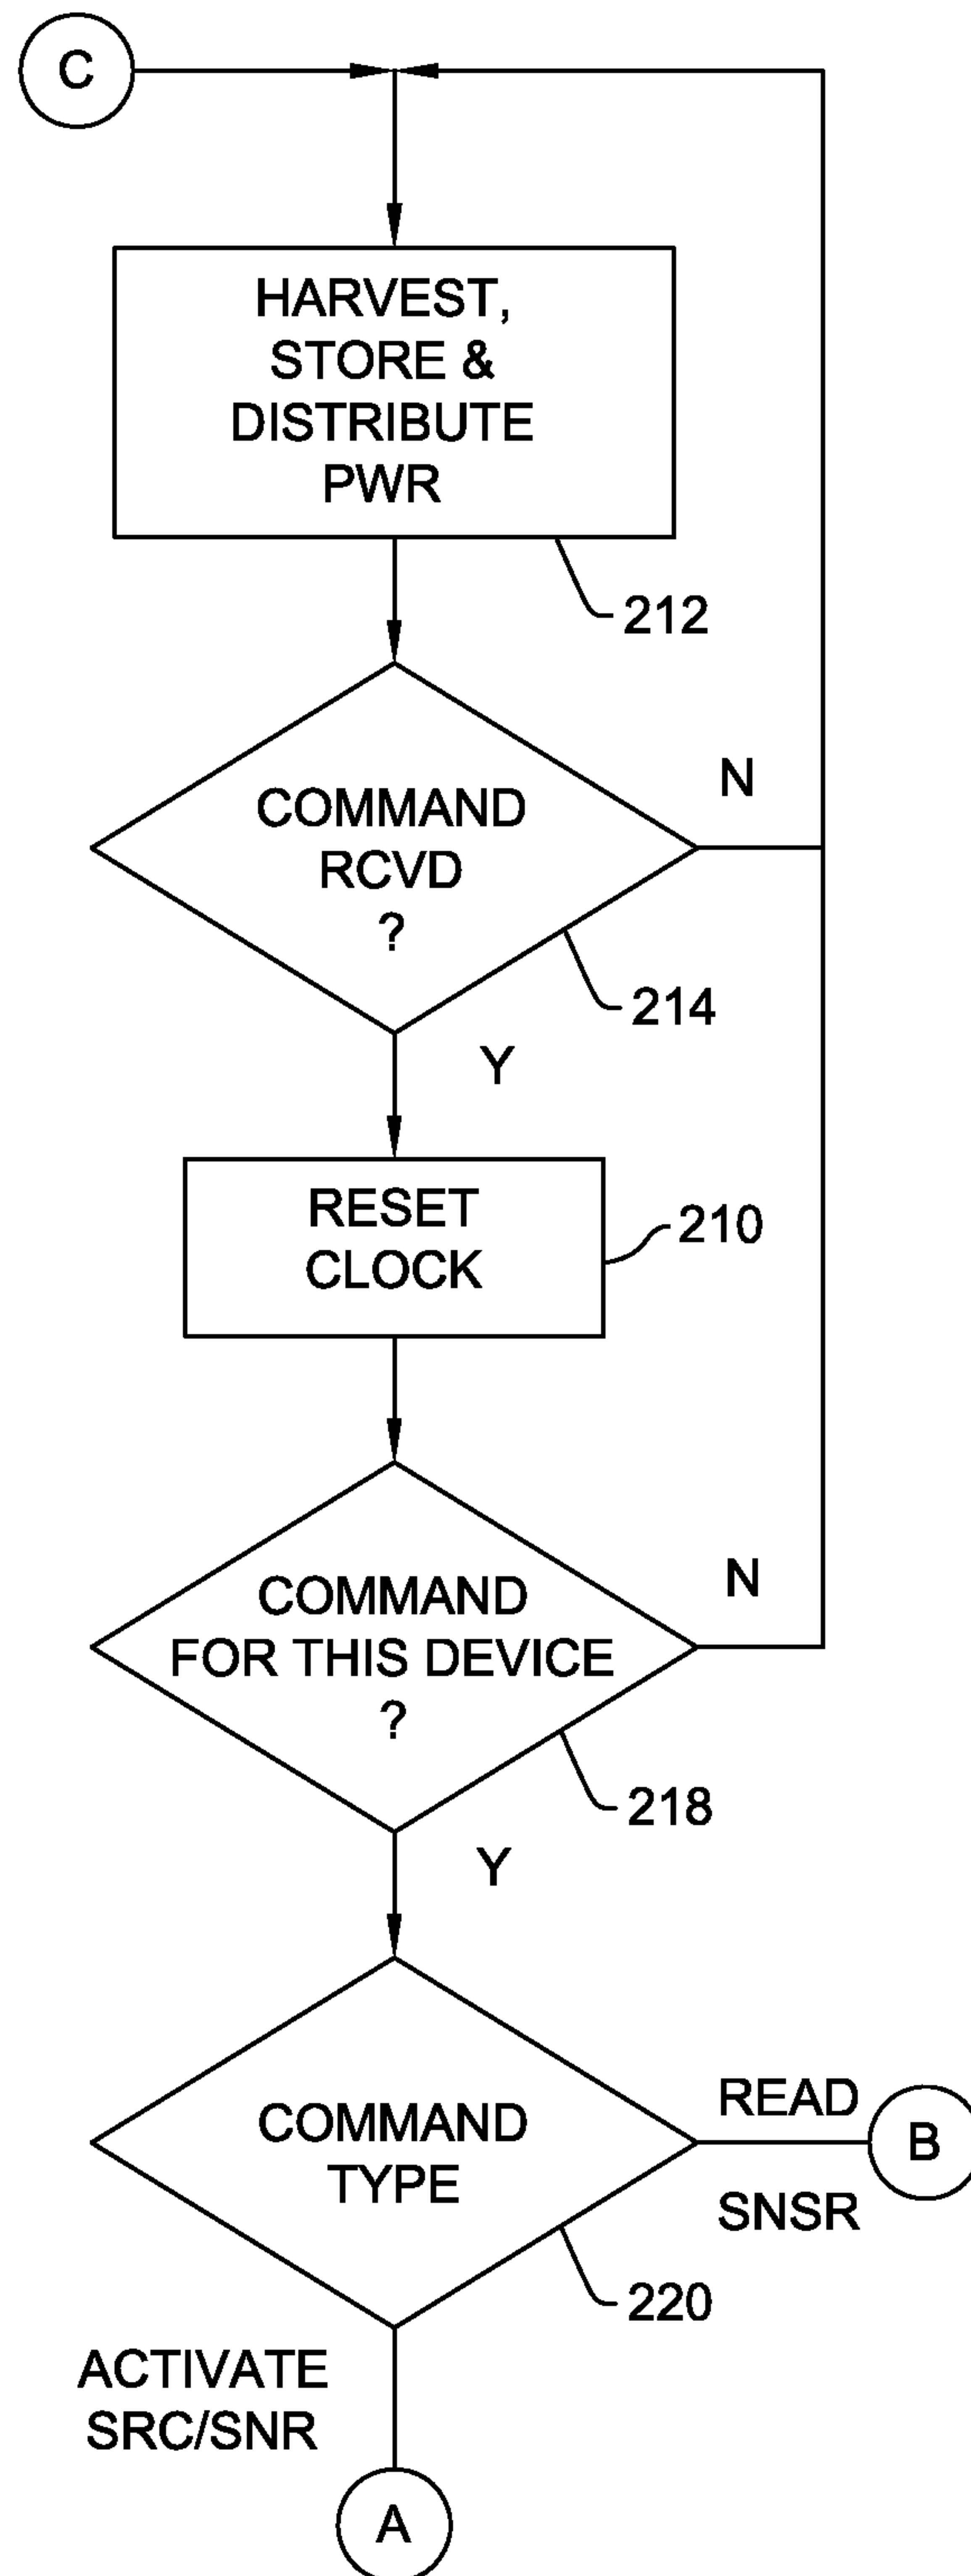 C
HARVEST,
STORE &
DISTRIBUTE
PWR
212
COMMAND
RCVD
?
N
214
Y
RESET
CLOCK
210
COMMAND
FOR THIS DEVICE
?
N
218
Y
COMMAND
TYPE
READ
SNSR
B
220
ACTIVATE
SRC/SNR
A